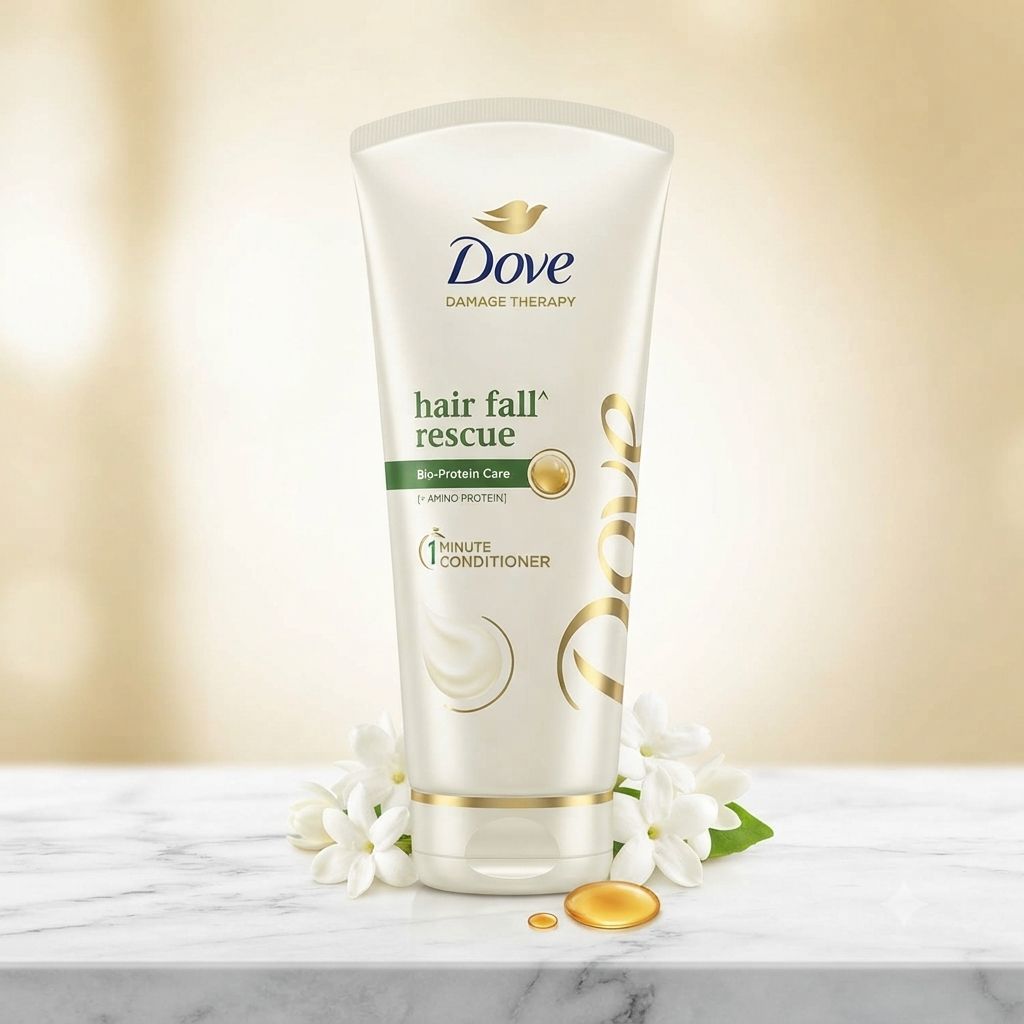 Dove
DAMAGE THERAPY
hair fall^
rescue
Bio-Protein Care
[+ AMINO PROTEIN]
1 MINUTE
CONDITIONER
Dove